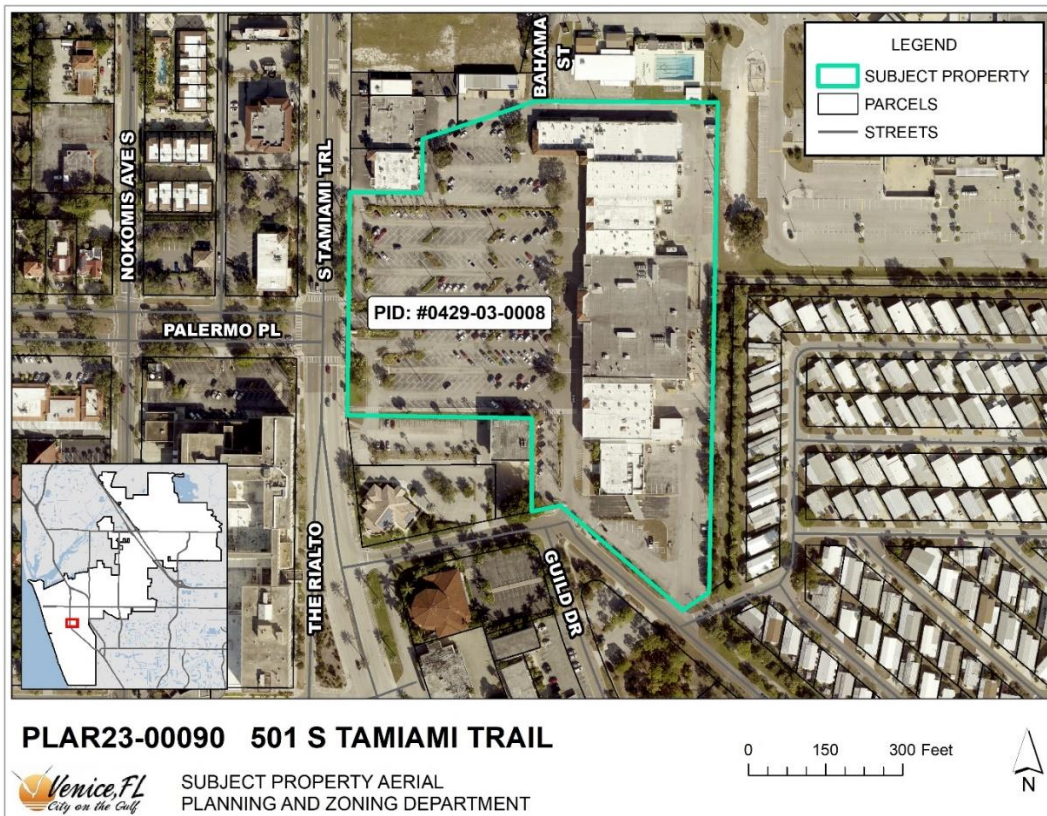 LEGEND
SUBJECT PROPERTY
PARCELS
STREETS
BAHAMA
ST
NOKOMIS AVE S
S TAMIAMI TRL
PID: #0429-03-0008
PALERMO PL
THE RIALTO
GUILD DR
PLAR23-00090 501 S TAMIAMI TRAIL
Venice, FL
City on the Gulf
SUBJECT PROPERTY AERIAL
PLANNING AND ZONING DEPARTMENT
0 150 300 Feet
N